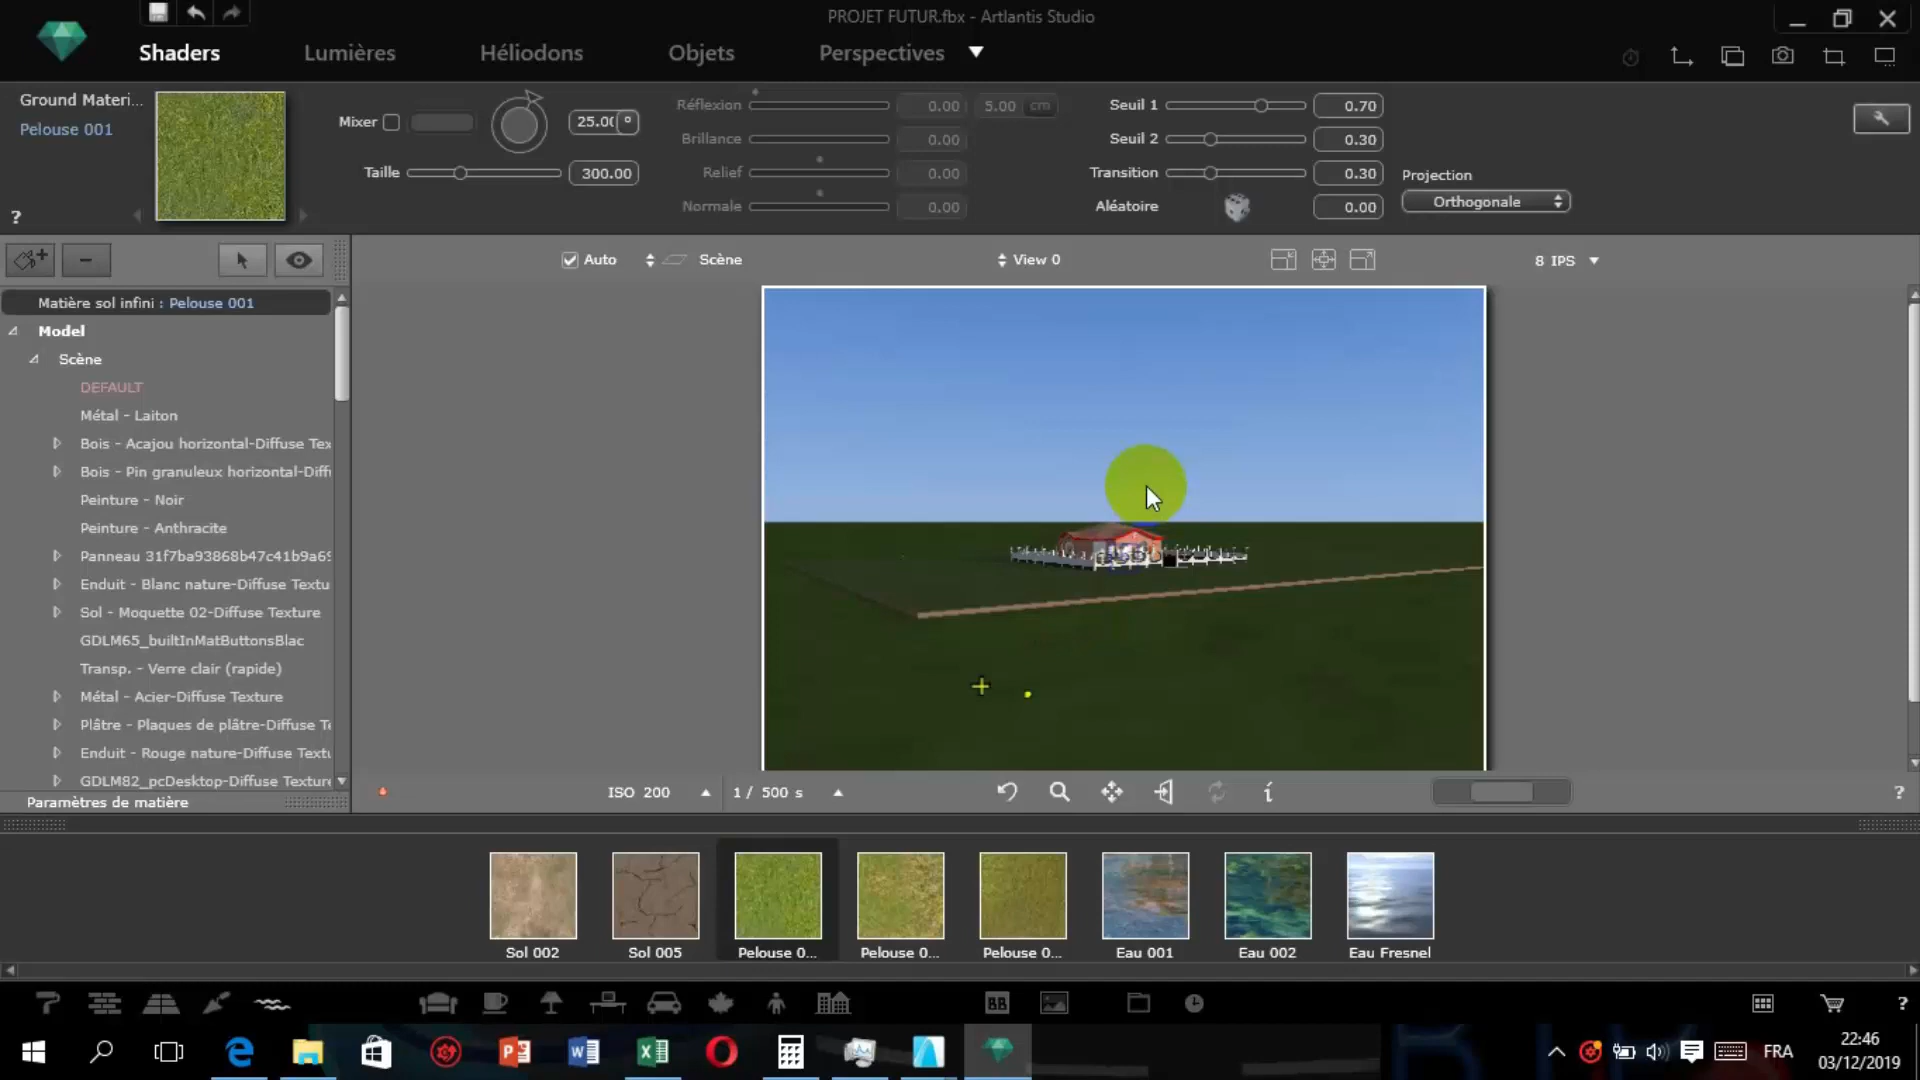 PROJET FUTUR.fbx - Artlantis Studio
Shaders
Lumières
Héliodons
Objets
Perspectives
Ground Materi...
Pelouse 001
Mixer
25.0(
°
Taille
300.00
Réflexion
0.00
5.00
cm
Brillance
0.00
Relief
0.00
Normale
0.00
Seuil 1
0.70
Seuil 2
0.30
Transition
0.30
Aléatoire
0.00
Projection
Orthogonale
?
Auto
Scène
View 0
8 IPS
Matière sol infini : Pelouse 001
Model
Scène
DEFAULT
Métal - Laiton
Bois - Acajou horizontal-Diffuse Tex
Bois - Pin granuleux horizontal-Diff
Peinture - Noir
Peinture - Anthracite
Panneau 31f7ba93868b47c41b9a69
Enduit - Blanc nature-Diffuse Textu
Sol - Moquette 02-Diffuse Texture
GDLM65_builtInMatButtonsBlac
Transp. - Verre clair (rapide)
Métal - Acier-Diffuse Texture
Plâtre - Plaques de plâtre-Diffuse Te
Enduit - Rouge nature-Diffuse Textu
GDLM82_pcDesktop-Diffuse Texture
Paramètres de matière
ISO 200
1 / 500 s
?
Sol 002
Sol 005
Pelouse 0...
Pelouse 0...
Pelouse 0...
Eau 001
Eau 002
Eau Fresnel
BB
?
FRA
22:46
03/12/2019